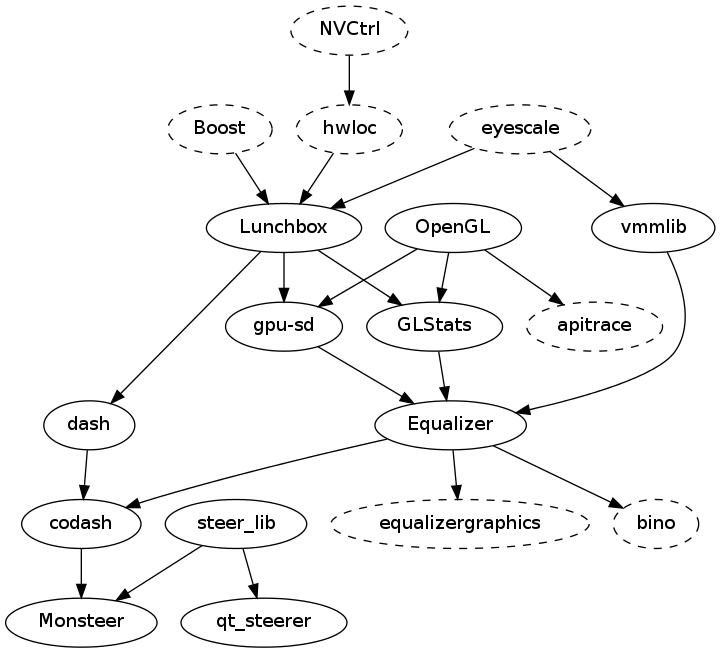 NVCtrl
Boost
hwloc
eyescale
Lunchbox
OpenGL
vmmlib
gpu-sd
GLStats
apitrace
dash
Equalizer
codash
steer_lib
equalizergraphics
bino
Monsteer
qt_steerer